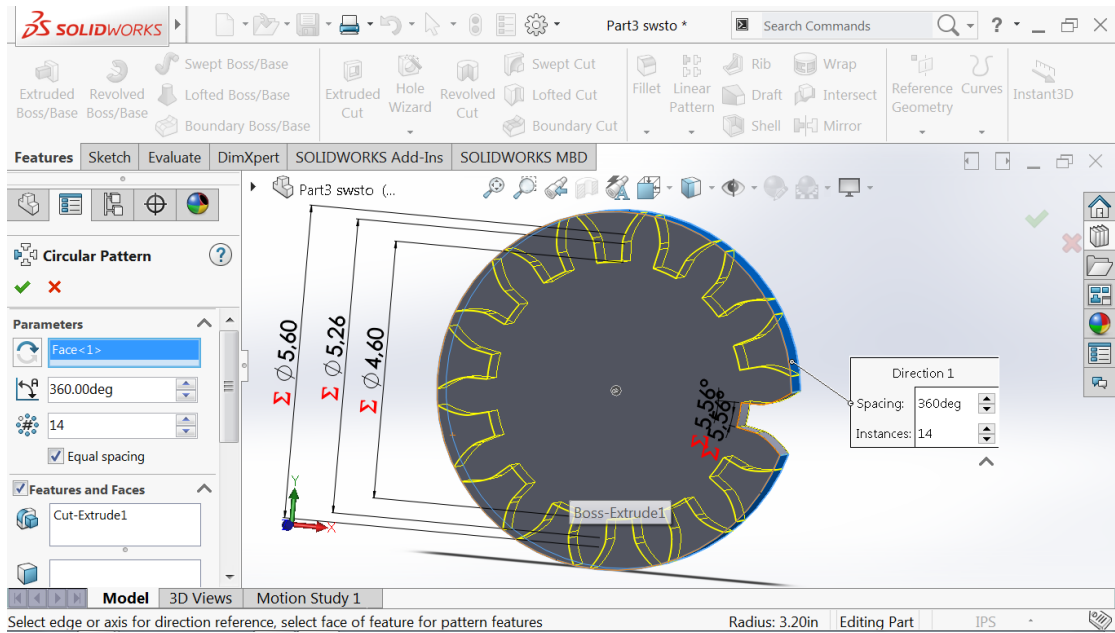 SOLIDWORKS
Part3 swsto *
Search Commands
?
Extruded Boss/Base
Revolved Boss/Base
Swept Boss/Base
Lofted Boss/Base
Boundary Boss/Base
Extruded Cut
Hole Wizard
Revolved Cut
Swept Cut
Lofted Cut
Boundary Cut
Fillet
Linear Pattern
Rib
Draft
Shell
Wrap
Intersect
Mirror
Reference Geometry
Curves
Instant3D
Features
Sketch
Evaluate
DimXpert
SOLIDWORKS Add-Ins
SOLIDWORKS MBD
Part3 swsto (...
Circular Pattern
?
Parameters
Face<1>
360.00deg
14
Equal spacing
Features and Faces
Cut-Extrude1
Σ ∅5,60
Σ ∅5,26
Σ ∅4,60
Σ 5,56°
Σ 5,56°
Y
X
Boss-Extrude1
Direction 1
Spacing: 360deg
Instances: 14
Model
3D Views
Motion Study 1
Select edge or axis for direction reference, select face of feature for pattern features
Radius: 3.20in
Editing Part
IPS